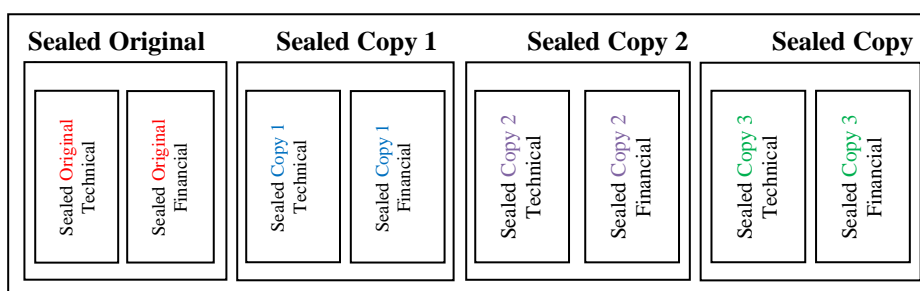 Sealed Original
Sealed Copy 1
Sealed Copy 2
Sealed Copy
Sealed Original
Technical
Sealed Original
Financial
Sealed Copy 1
Technical
Sealed Copy 1
Financial
Sealed Copy 2
Technical
Sealed Copy 2
Financial
Sealed Copy 3
Technical
Sealed Copy 3
Financial